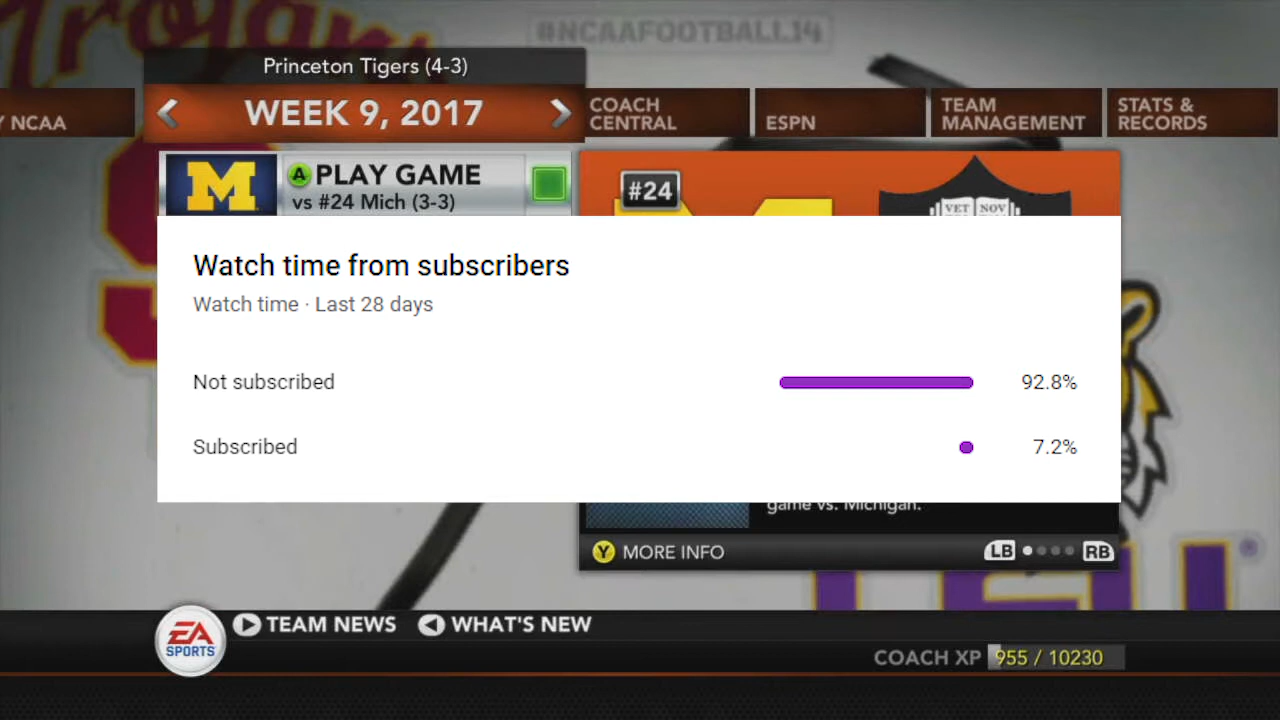 Trojans
#NCAAFOOTBALL14
Princeton Tigers (4-3)
WEEK 9, 2017
Y NCAA
COACH
CENTRAL
ESPN
TEAM
MANAGEMENT
STATS &
RECORDS
M
A PLAY GAME
vs #24 Mich (3-3)
#24
VET NOV
Watch time from subscribers
Watch time · Last 28 days
Not subscribed 92.8%
Subscribed 7.2%
game vs. Michigan.
Y MORE INFO
LB RB
EA
SPORTS
TEAM NEWS
WHAT'S NEW
COACH XP 955 / 10230